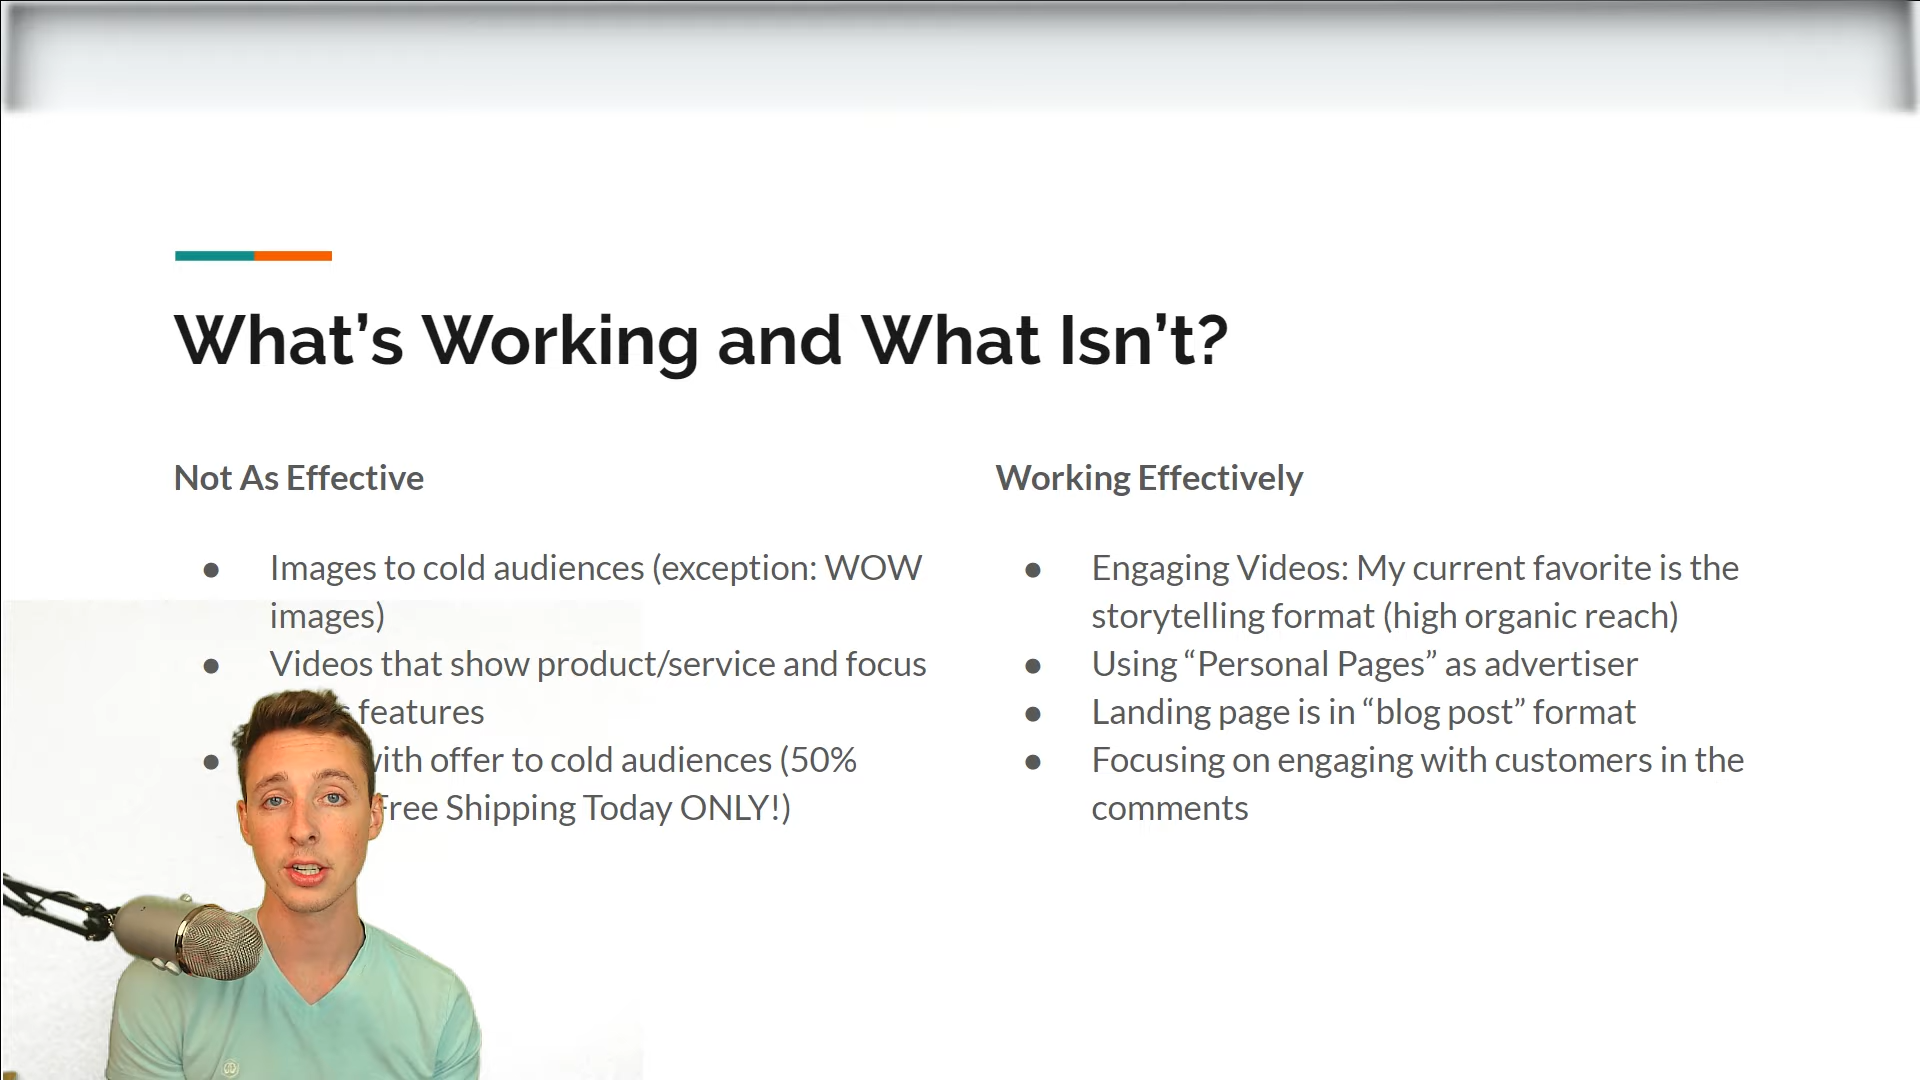 What’s Working and What Isn’t?
Not As Effective
● Images to cold audiences (exception: WOW
images)
● Videos that show product/service and focus
features
● with offer to cold audiences (50%
Free Shipping Today ONLY!)
Working Effectively
● Engaging Videos: My current favorite is the
storytelling format (high organic reach)
● Using “Personal Pages” as advertiser
● Landing page is in “blog post” format
● Focusing on engaging with customers in the
comments